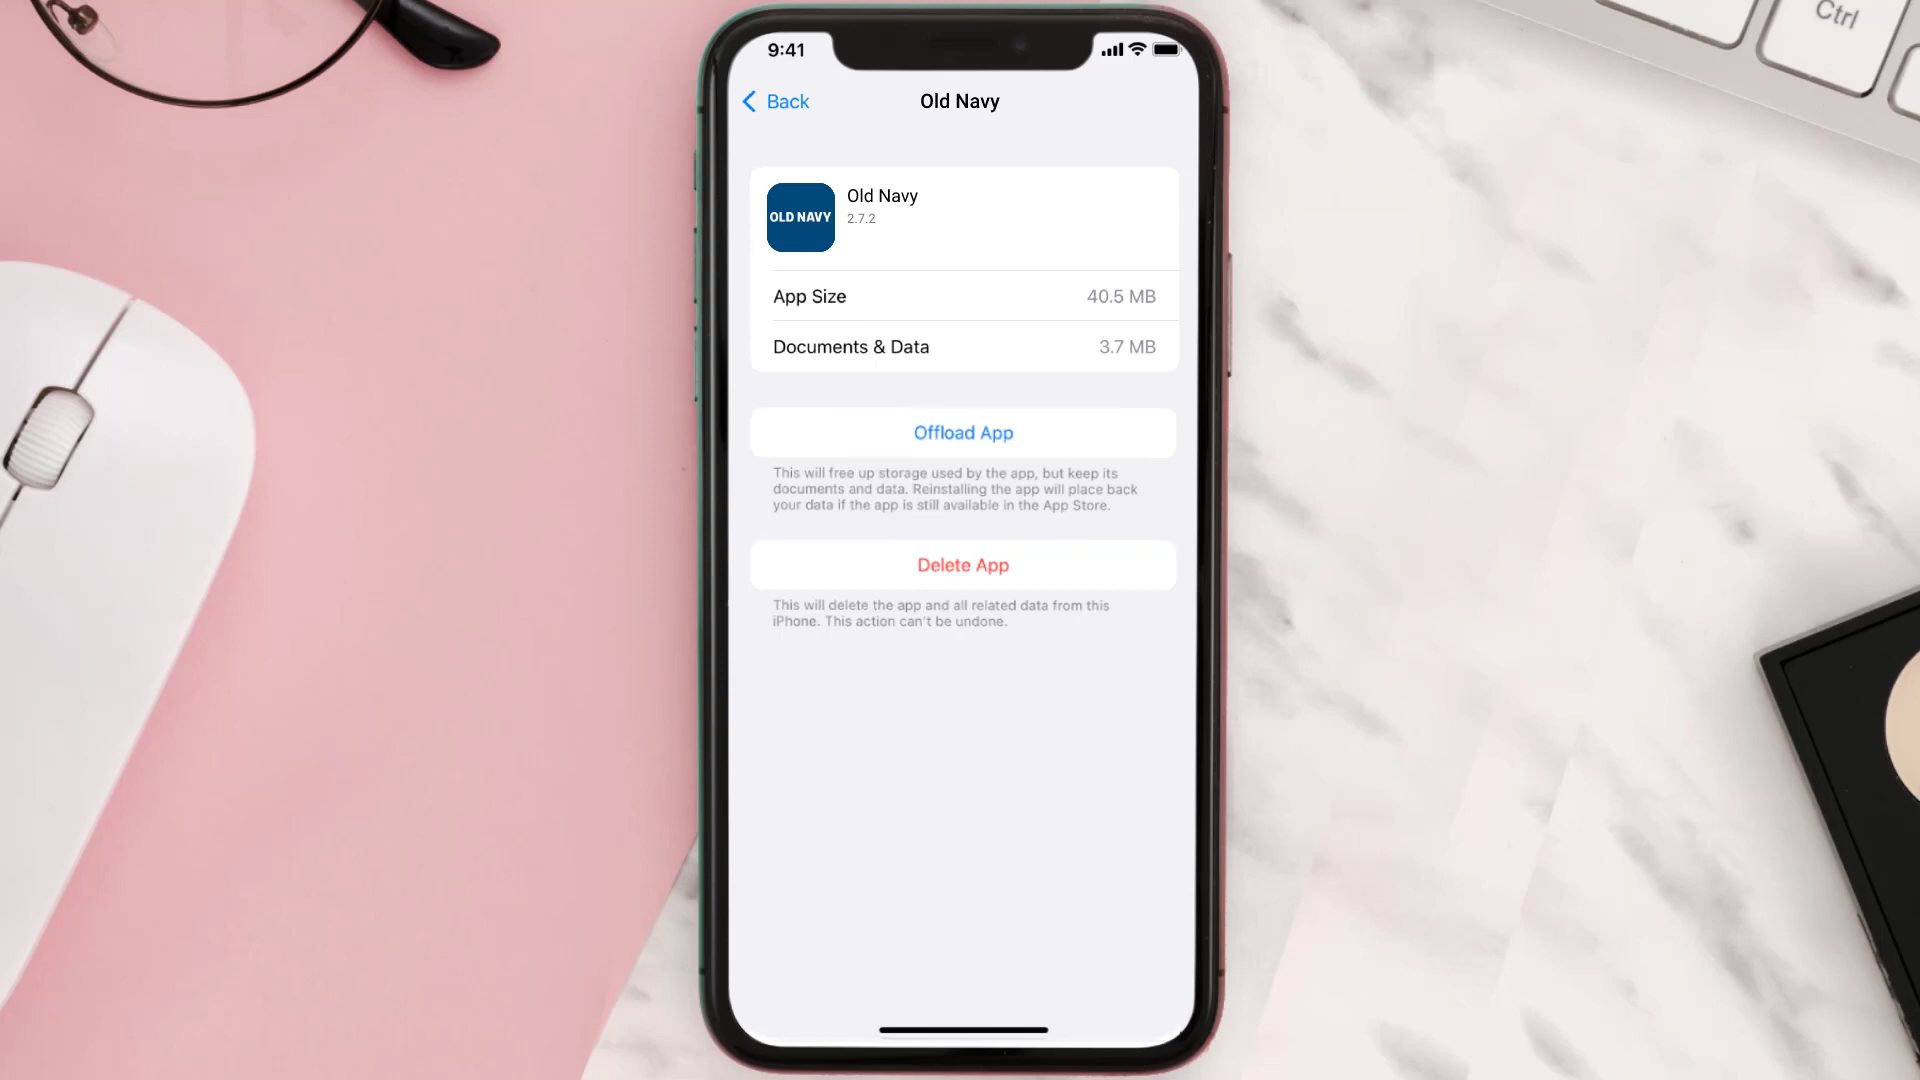 Ctrl
9:41
Back
Old Navy
OLD NAVY
Old Navy
2.7.2
App Size
40.5 MB
Documents & Data
3.7 MB
Offload App
This will free up storage used by the app, but keep its
documents and data. Reinstalling the app will place back
your data if the app is still available in the App Store.
Delete App
This will delete the app and all related data from this
iPhone. This action can't be undone.